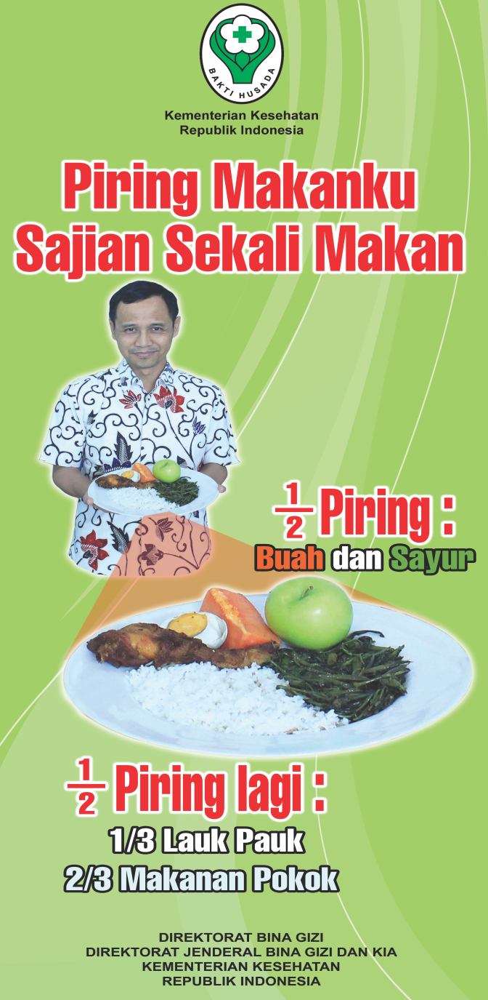 BAKTI HUSADA
Kementerian Kesehatan
Republik Indonesia
Piring Makanku
Sajian Sekali Makan
1/2 Piring :
Buah dan Sayur
1/2 Piring lagi :
1/3 Lauk Pauk
2/3 Makanan Pokok
DIREKTORAT BINA GIZI
DIREKTORAT JENDERAL BINA GIZI DAN KIA
KEMENTERIAN KESEHATAN
REPUBLIK INDONESIA